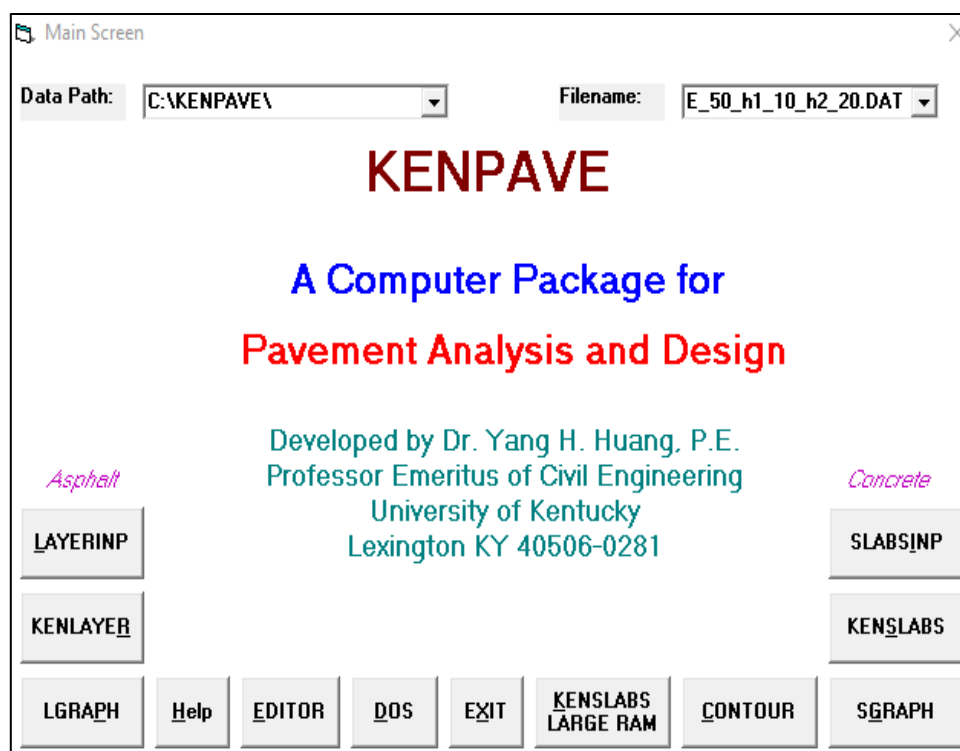 Main Screen
Data Path: C:\KENPAVE\ Filename: E_50_h1_10_h2_20.DAT
KENPAVE
A Computer Package for
Pavement Analysis and Design
Developed by Dr. Yang H. Huang, P.E.
Professor Emeritus of Civil Engineering
University of Kentucky
Lexington KY 40506-0281
Asphalt
Concrete
LAYERINP
SLABSINP
KENLAYER
KENSLABS
LGRAPH Help EDITOR DOS EXIT KENSLABS
LARGE RAM CONTOUR SGRAPH